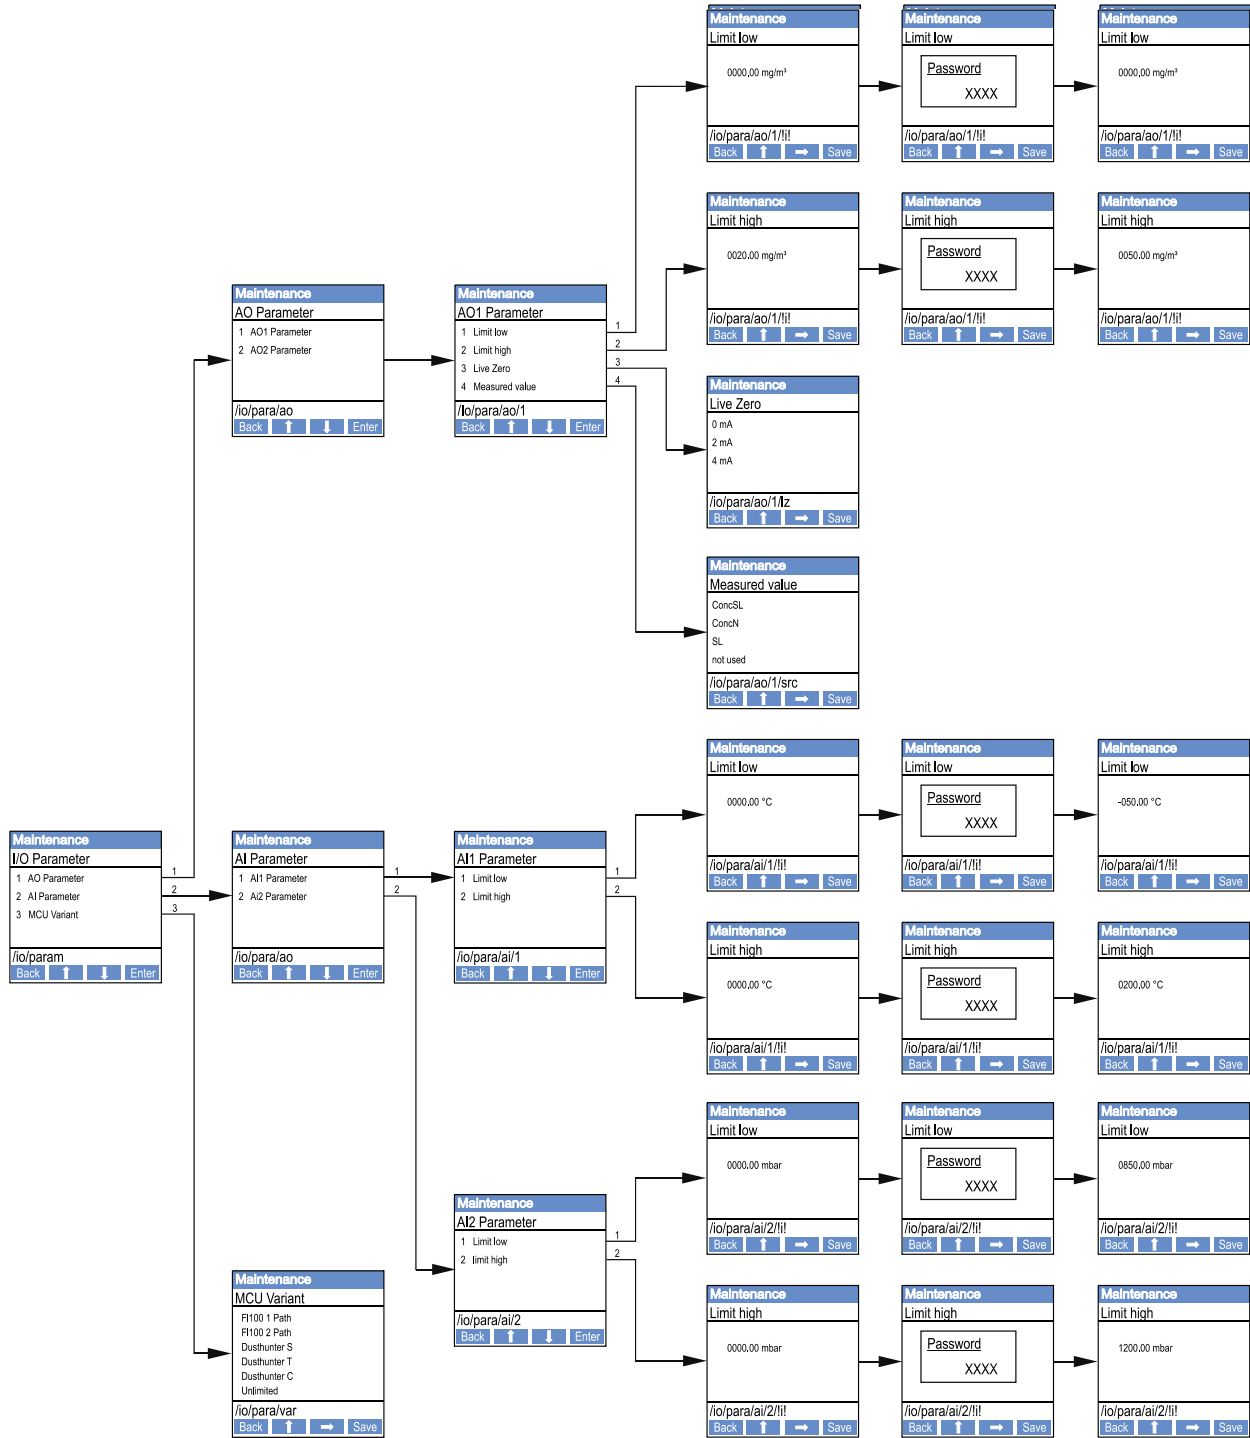 Maintenance
Limit low
0000,00 mg/m³
/io/para/ao/1/!i!
Back Save
Maintenance
Limit low
Password
XXXX
/io/para/ao/1/!i!
Back Save
Maintenance
Limit low
0000,00 mg/m³
/io/para/ao/1/!i!
Back Save
Maintenance
Limit high
0020.00 mg/m³
/io/para/ao/1/!i!
Back Save
Maintenance
Limit high
Password
XXXX
/io/para/ao/1/!i!
Back Save
Maintenance
Limit high
0050.00 mg/m³
/io/para/ao/1/!i!
Back Save
Maintenance
AO Parameter
1 AO1 Parameter
2 AO2 Parameter
/io/para/ao
Back Enter
Maintenance
AO1 Parameter
1 Limit low
2 Limit high
3 Live Zero
4 Measured value
/Io/para/ao/1
Back Enter
1
2
3
4
Maintenance
Live Zero
0 mA
2 mA
4 mA
/io/para/ao/1/lz
Back Save
Maintenance
Measured value
ConcSL
ConcN
SL
not used
/io/para/ao/1/src
Back Save
Maintenance
I/O Parameter
1 AO Parameter
2 AI Parameter
3 MCU Variant
/io/param
Back Enter
1
2
3
Maintenance
AI Parameter
1 AI1 Parameter
2 Ai2 Parameter
/io/para/ao
Back Enter
1
2
Maintenance
AI1 Parameter
1 Limit low
2 Limit high
/io/para/ai/1
Back Enter
1
2
Maintenance
Limit low
0000.00 °C
/io/para/ai/1/!i!
Back Save
Maintenance
Limit low
Password
XXXX
/io/para/ai/1/!i!
Back Save
Maintenance
Limit low
-050.00 °C
/io/para/ai/1/!i!
Back Save
Maintenance
Limit high
0000.00 °C
/io/para/ai/1/!i!
Back Save
Maintenance
Limit high
Password
XXXX
/io/para/ai/1/!i!
Back Save
Maintenance
Limit high
0200.00 °C
/io/para/ai/1/!i!
Back Save
Maintenance
Limit low
0000.00 mbar
/io/para/ai/2/!i!
Back Save
Maintenance
Limit low
Password
XXXX
/io/para/ai/2/!i!
Back Save
Maintenance
Limit low
0850.00 mbar
/io/para/ai/2/!i!
Back Save
Maintenance
AI2 Parameter
1 Limit low
2 limit high
/io/para/ai/2
Back Enter
1
2
Maintenance
MCU Variant
Fl100 1 Path
Fl100 2 Path
Dusthunter S
Dusthunter T
Dusthunter C
Unlimited
/io/para/var
Back Save
Maintenance
Limit high
0000.00 mbar
/io/para/ai/2/!i!
Back Save
Maintenance
Limit high
Password
XXXX
/io/para/ai/2/!i!
Back Save
Maintenance
Limit high
1200.00 mbar
/io/para/ai/2/!i!
Back Save